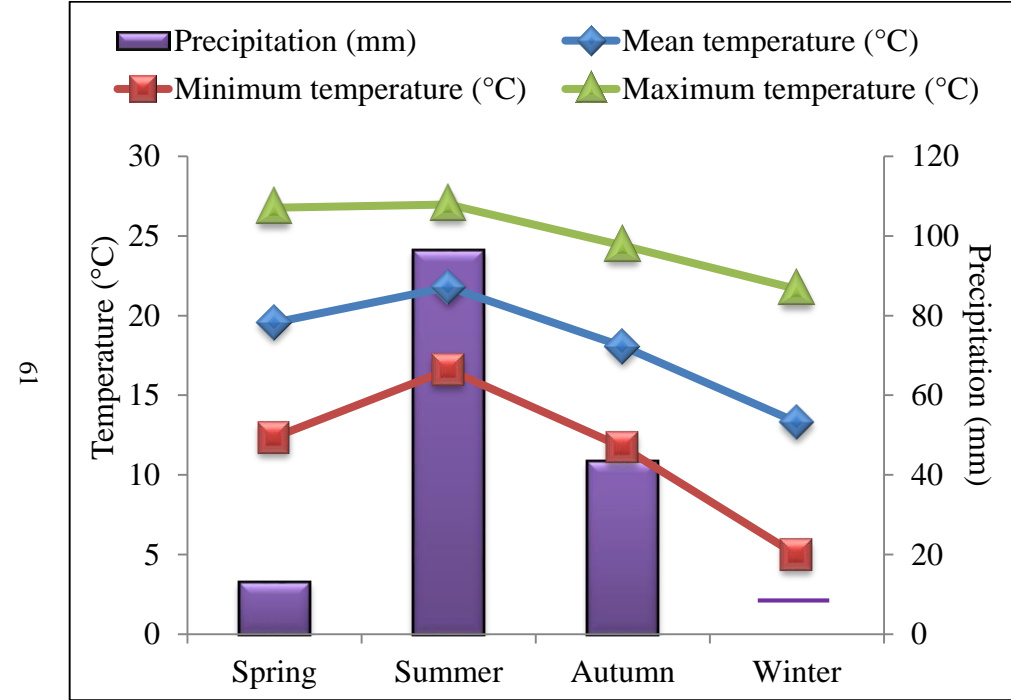 Precipitation (mm) Mean temperature (°C)
Minimum temperature (°C) Maximum temperature (°C)
30 120
25 100
20 80
15 60
10 40
5 20
0 0
Temperature (°C)
Precipitation (mm)
Spring Summer Autumn Winter
61